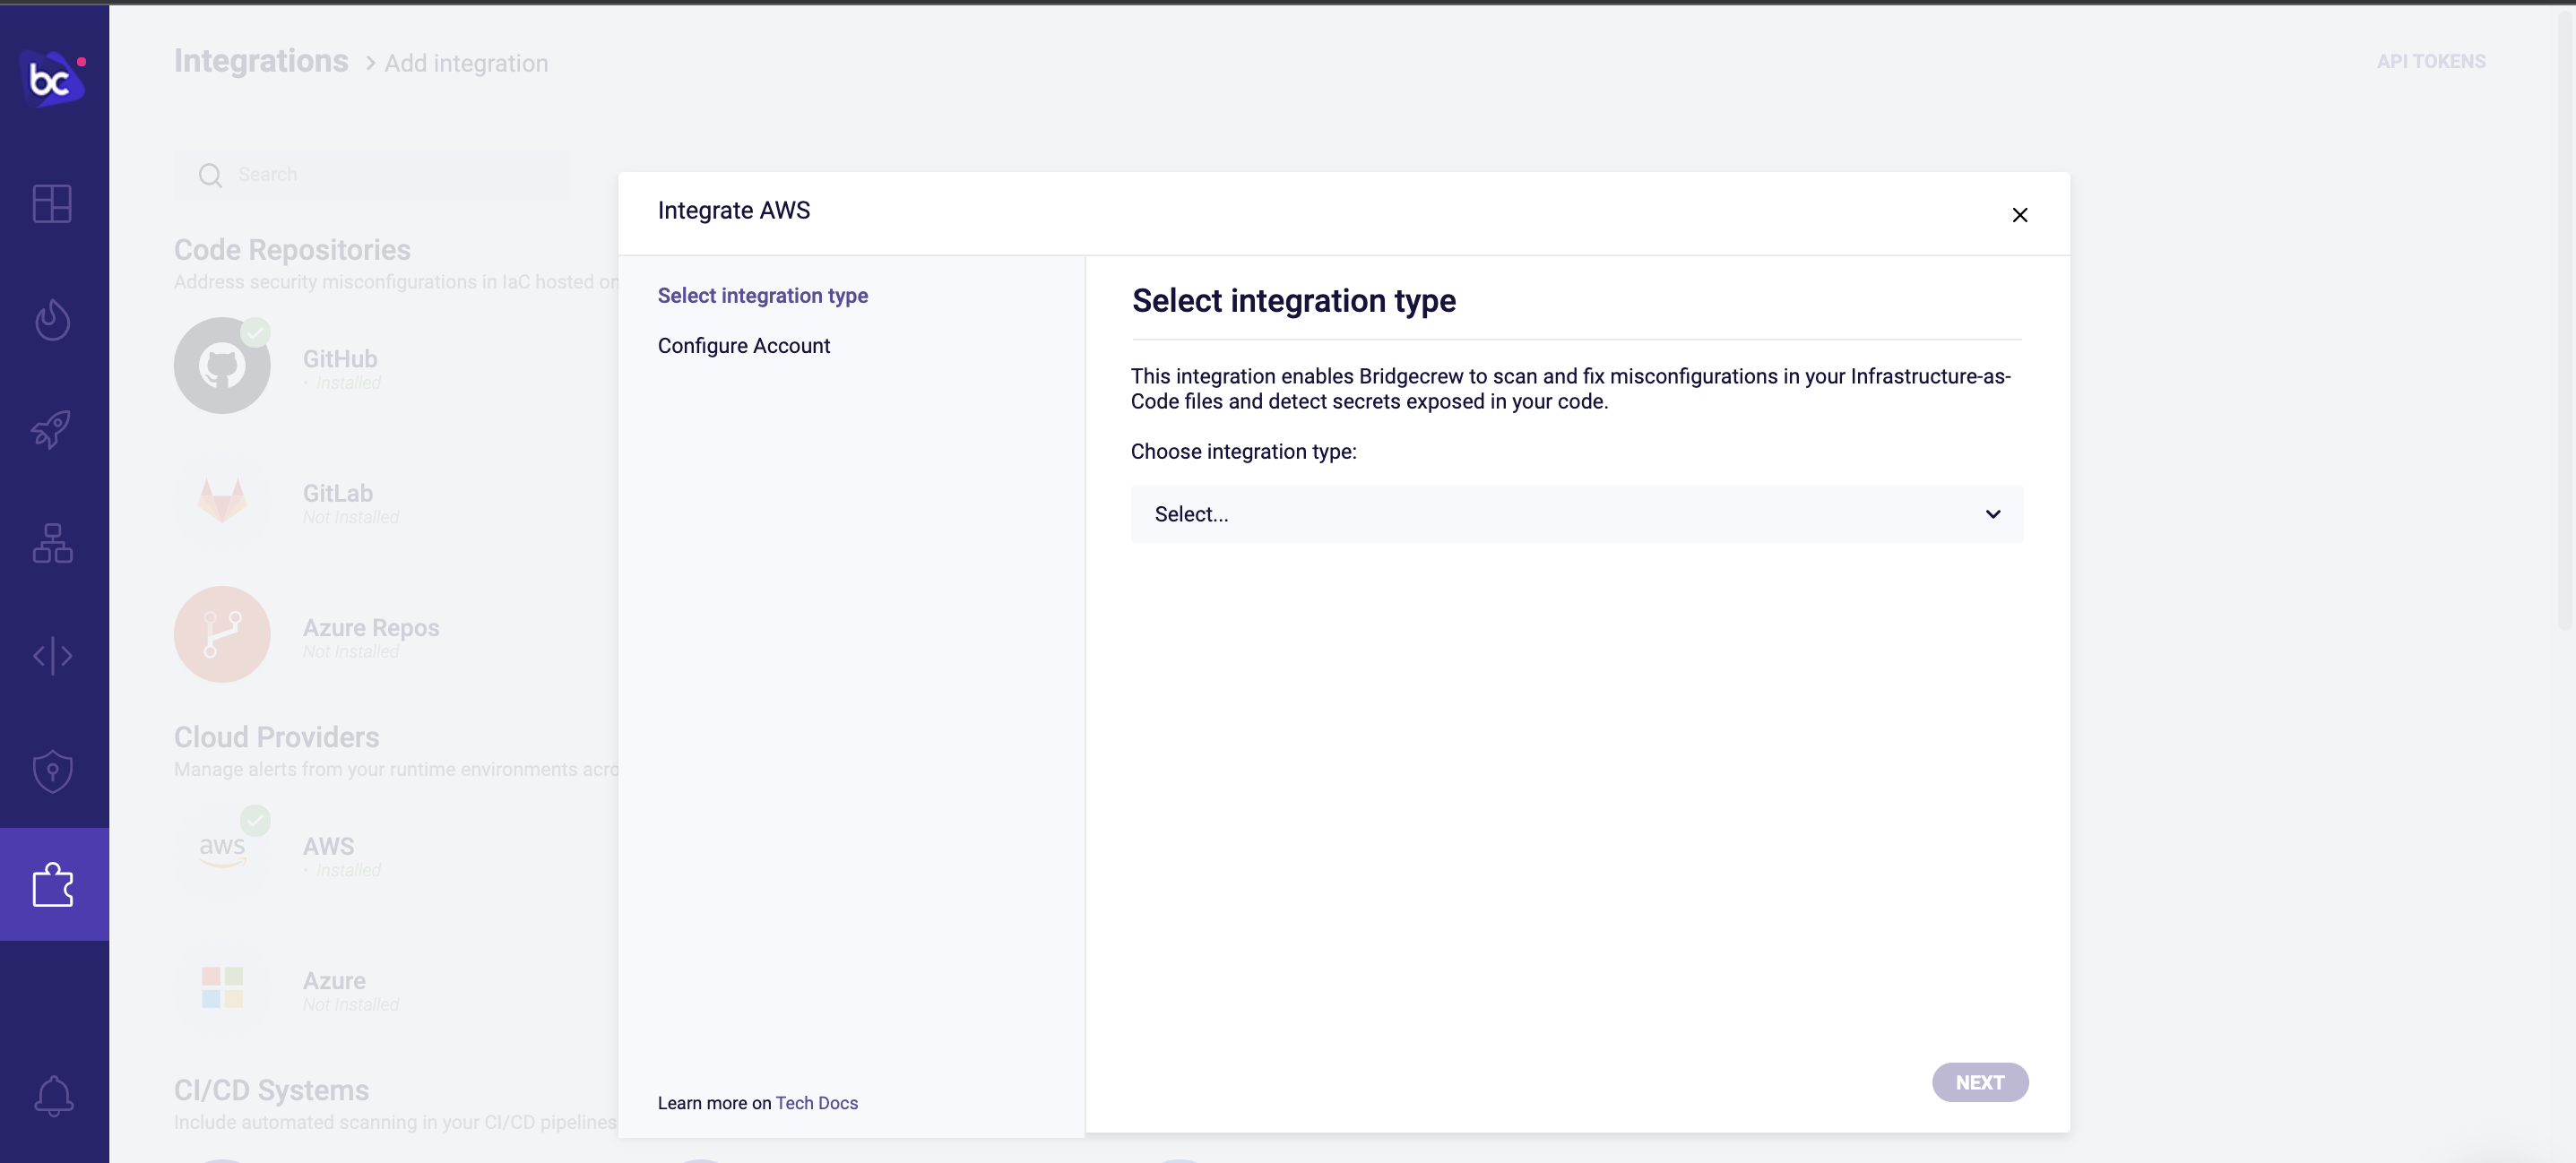 bc
Integrations > Add integration
API TOKENS
Search
Code Repositories
Address security misconfigurations in IaC hosted on
GitHub
• Installed
GitLab
Not Installed
Azure Repos
Not Installed
Cloud Providers
Manage alerts from your runtime environments acro
aws
AWS
• Installed
Azure
Not Installed
CI/CD Systems
Include automated scanning in your CI/CD pipelines
Integrate AWS
Select integration type
Configure Account
Learn more on Tech Docs
Select integration type
This integration enables Bridgecrew to scan and fix misconfigurations in your Infrastructure-as-
Code files and detect secrets exposed in your code.
Choose integration type:
Select...
NEXT